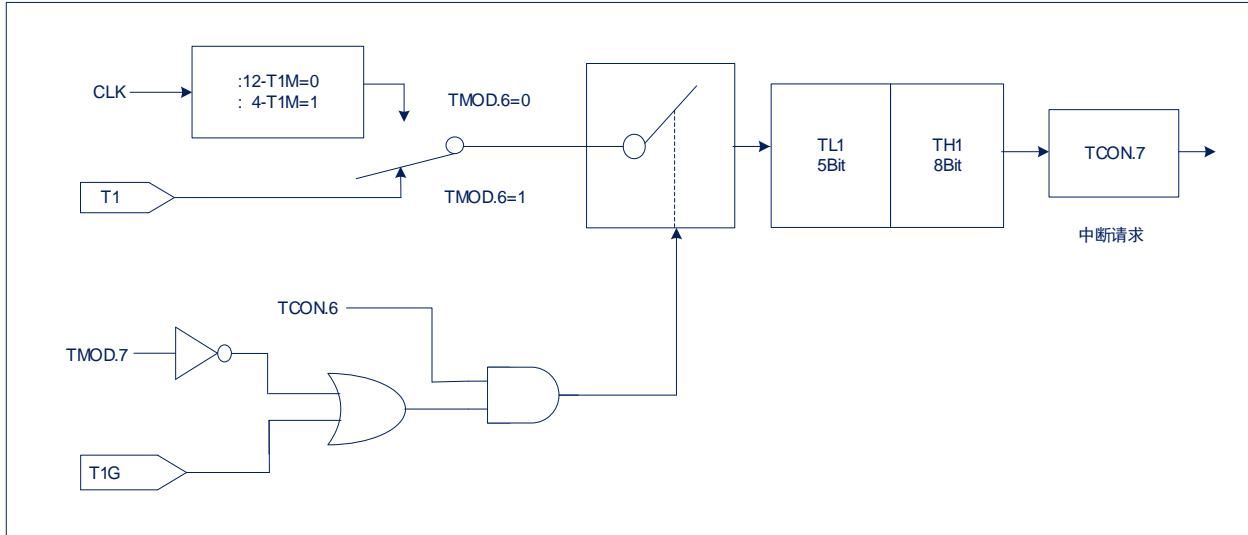 :12-T1M=0
: 4-T1M=1
CLK
TMOD.6=0
T1
TMOD.6=1
TL1
5Bit
TH1
8Bit
TCON.7
中断请求
TCON.6
TMOD.7
T1G